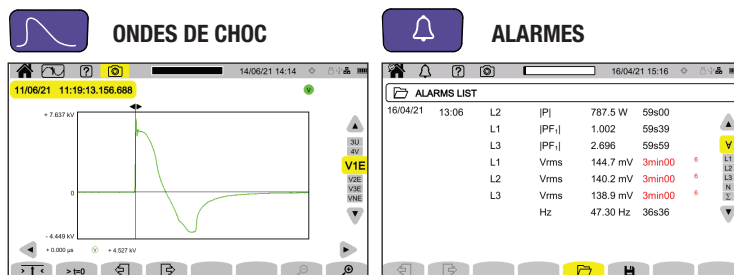 ONDES DE CHOC
14/06/21 14:14
11/06/21 11:19:13.156.688
V
+ 7.637 kV
0
- 4.449 kV
3U
4V
V1E
V2E
V3E
VNE
+ 0.000 µs V + 4.527 kV
> t=0
ALARMES
16/04/21 15:16
ALARMS LIST
16/04/21 13:06 L2 |P| 787.5 W 59s00
L1 |PF₁| 1.002 59s39
L3 |PF₁| 2.696 59s59
L1 Vrms 144.7 mV 3min00 6
L2 Vrms 140.2 mV 3min00 6
L3 Vrms 138.9 mV 3min00 6
Hz 47.30 Hz 36s36
∀
L1
L2
L3
N
Σ